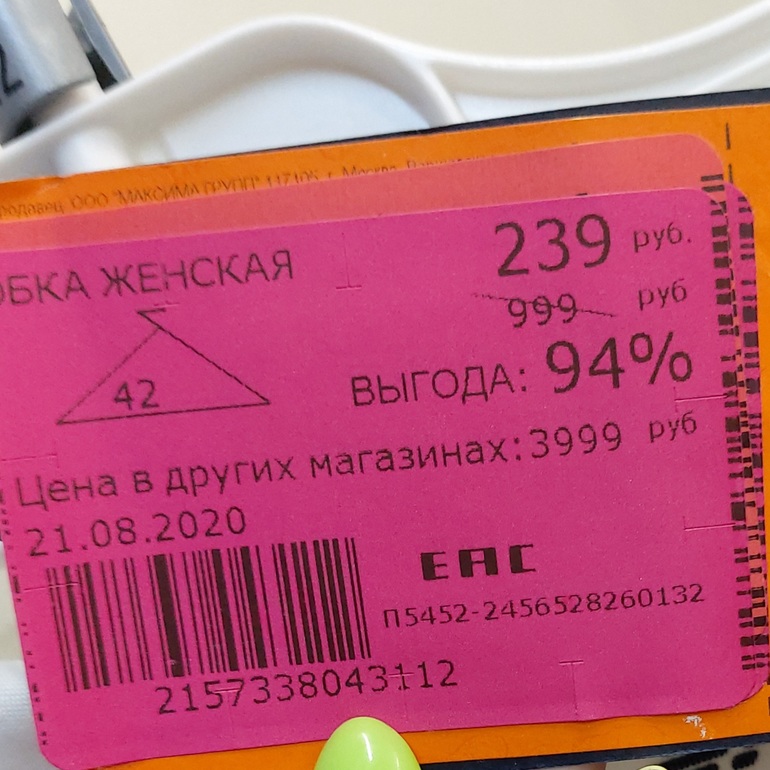 ООО "МАКСИМА ГРУПП" 117105, г. Москва,
ОБКА ЖЕНСКАЯ
239 руб.
999 руб
42
ВЫГОДА: 94%
Цена в других магазинах:3999 руб
21.08.2020
EAC
П5452-2456528260132
2157338043112